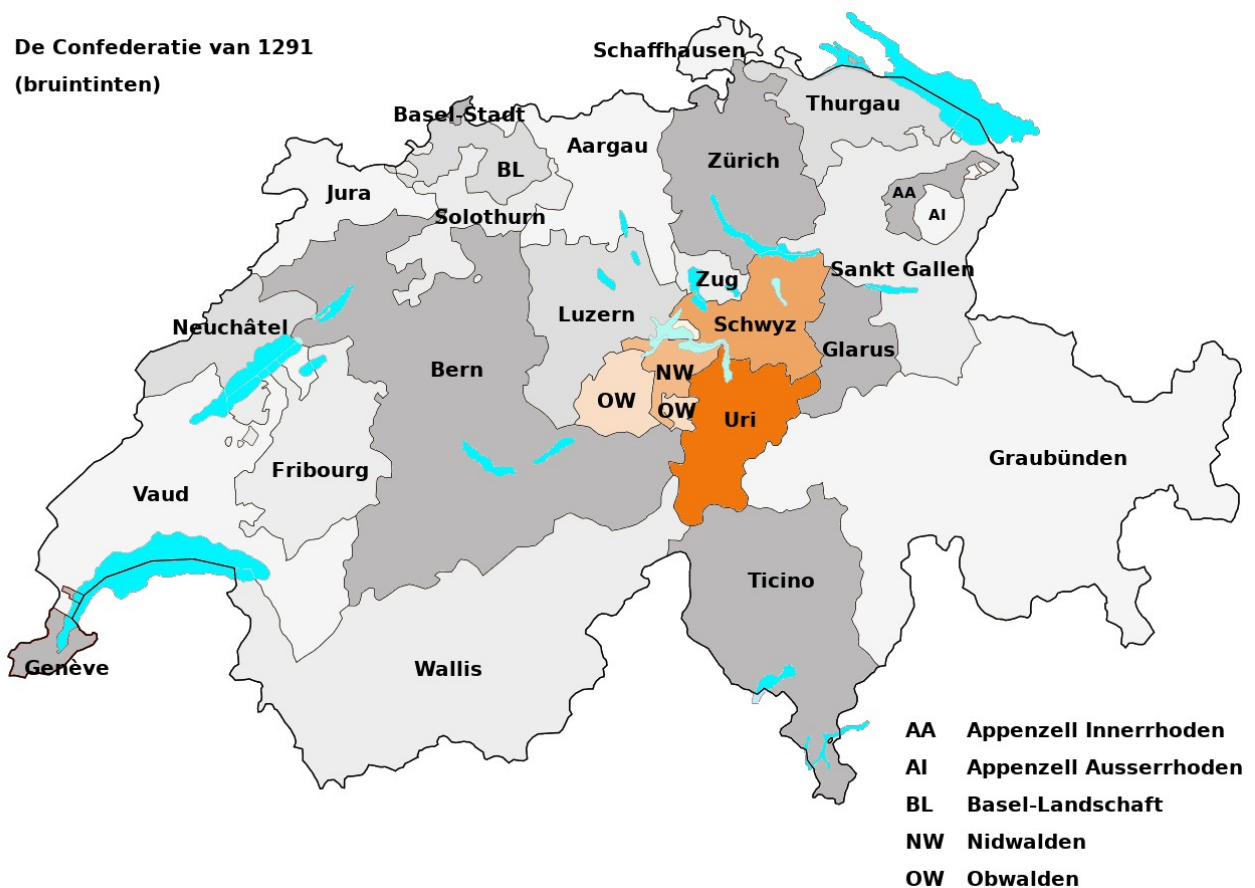 De Confederatie van 1291
(bruintinten)
Schaffhausen
Basel-Stadt
Thurgau
Aargau
Zürich
BL
Jura
AA
Solothurn
AI
Sankt Gallen
Zug
Luzern
Neuchâtel
Schwyz
Glarus
Bern
NW
OW
OW
Uri
Graubünden
Fribourg
Vaud
Ticino
Genève
Wallis
AA Appenzell Innerrhoden
AI Appenzell Ausserrhoden
BL Basel-Landschaft
NW Nidwalden
OW Obwalden